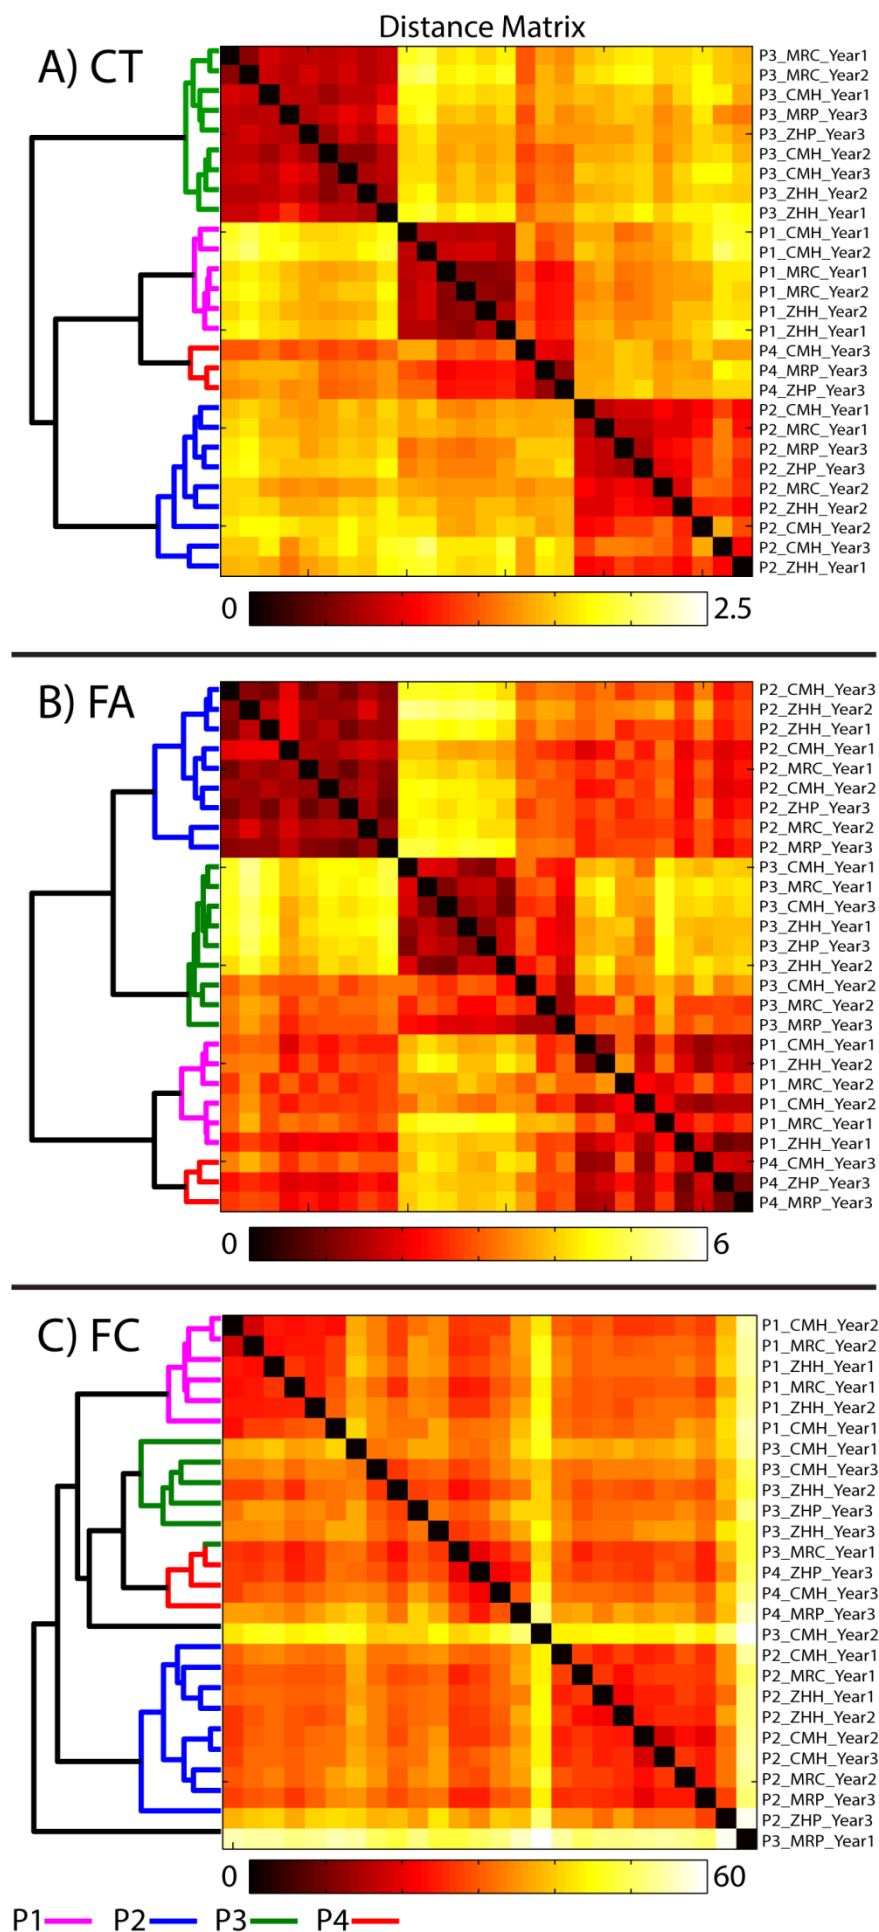 Distance Matrix
A) CT
P3_MRC_Year1
P3_MRC_Year2
P3_CMH_Year1
P3_MRP_Year3
P3_ZHP_Year3
P3_CMH_Year2
P3_CMH_Year3
P3_ZHH_Year2
P3_ZHH_Year1
P1_CMH_Year1
P1_CMH_Year2
P1_MRC_Year1
P1_MRC_Year2
P1_ZHH_Year2
P1_ZHH_Year1
P4_CMH_Year3
P4_MRP_Year3
P4_ZHP_Year3
P2_CMH_Year1
P2_MRC_Year1
P2_MRP_Year3
P2_ZHP_Year3
P2_MRC_Year2
P2_ZHH_Year2
P2_CMH_Year2
P2_CMH_Year3
P2_ZHH_Year1
0 2.5
B) FA
P2_CMH_Year3
P2_ZHH_Year2
P2_ZHH_Year1
P2_CMH_Year1
P2_MRC_Year1
P2_CMH_Year2
P2_ZHP_Year3
P2_MRC_Year2
P2_MRP_Year3
P3_CMH_Year1
P3_MRC_Year1
P3_CMH_Year3
P3_ZHH_Year1
P3_ZHP_Year3
P3_ZHH_Year2
P3_CMH_Year2
P3_MRC_Year2
P3_MRP_Year3
P1_CMH_Year1
P1_ZHH_Year2
P1_MRC_Year2
P1_CMH_Year2
P1_MRC_Year1
P1_ZHH_Year1
P4_CMH_Year3
P4_ZHP_Year3
P4_MRP_Year3
0 6
C) FC
P1_CMH_Year2
P1_MRC_Year2
P1_ZHH_Year1
P1_MRC_Year1
P1_ZHH_Year2
P1_CMH_Year1
P3_CMH_Year1
P3_CMH_Year3
P3_ZHH_Year2
P3_ZHP_Year3
P3_ZHH_Year3
P3_MRC_Year1
P4_ZHP_Year3
P4_CMH_Year3
P4_MRP_Year3
P3_CMH_Year2
P2_CMH_Year1
P2_MRC_Year1
P2_ZHH_Year1
P2_ZHH_Year2
P2_CMH_Year2
P2_CMH_Year3
P2_MRC_Year2
P2_MRP_Year3
P2_ZHP_Year3
P3_MRP_Year1
0 60
P1 P2 P3 P4